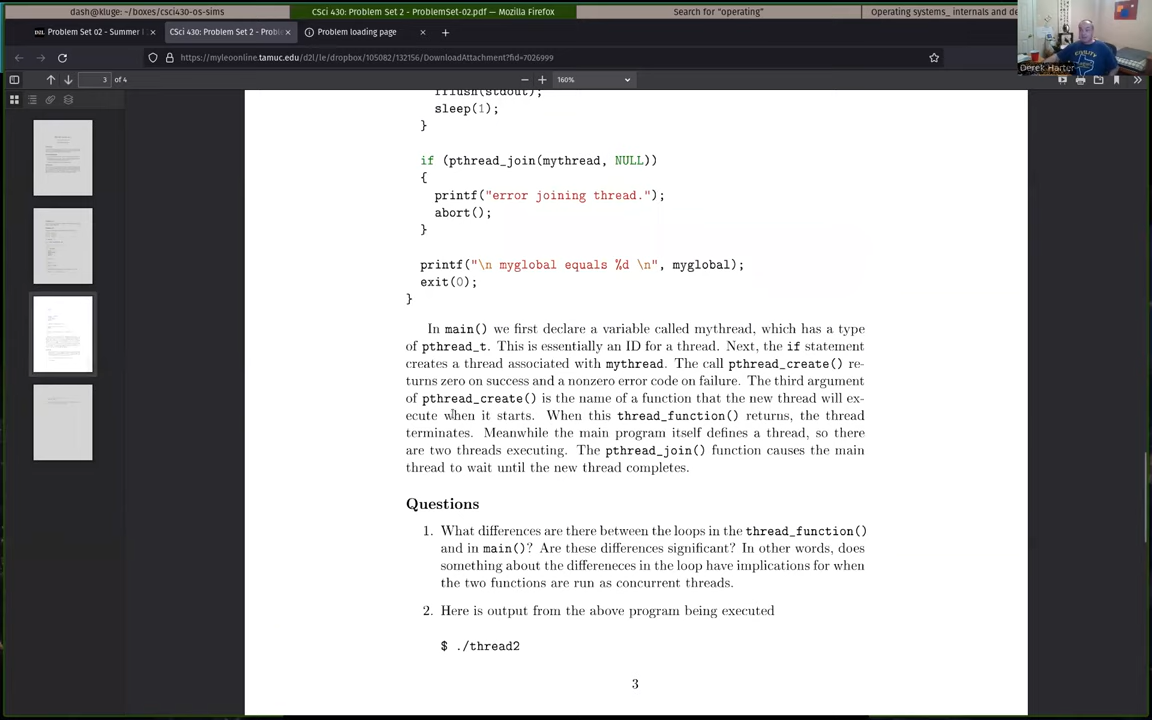 dash@kluge: ~/boxes/csci430-os-sims
CSci 430: Problem Set 2 - ProblemSet-02.pdf — Mozilla Firefox
Search for "operating"
Operating systems_ internals and de
Problem Set 02 - Summer
CSci 430: Problem Set 2 - Proble
Problem loading page
https://myleoonline.tamuc.edu/d2l/le/dropbox/105082/132156/DownloadAttachment?fid=7026999
Derek Harter
3 of 4
160%
fflush(stdout);
sleep(1);
}
if (pthread_join(mythread, NULL))
{
printf("error joining thread.");
abort();
}
printf("\n myglobal equals %d \n", myglobal);
exit(0);
}
In main() we first declare a variable called mythread, which has a type
of pthread_t. This is essentially an ID for a thread. Next, the if statement
creates a thread associated with mythread. The call pthread_create() re-
turns zero on success and a nonzero error code on failure. The third argument
of pthread_create() is the name of a function that the new thread will ex-
ecute when it starts. When this thread_function() returns, the thread
terminates. Meanwhile the main program itself defines a thread, so there
are two threads executing. The pthread_join() function causes the main
thread to wait until the new thread completes.
Questions
1. What differences are there between the loops in the thread_function()
and in main()? Are these differences significant? In other words, does
something about the differeneces in the loop have implications for when
the two functions are run as concurrent threads.
2. Here is output from the above program being executed
$ ./thread2
3